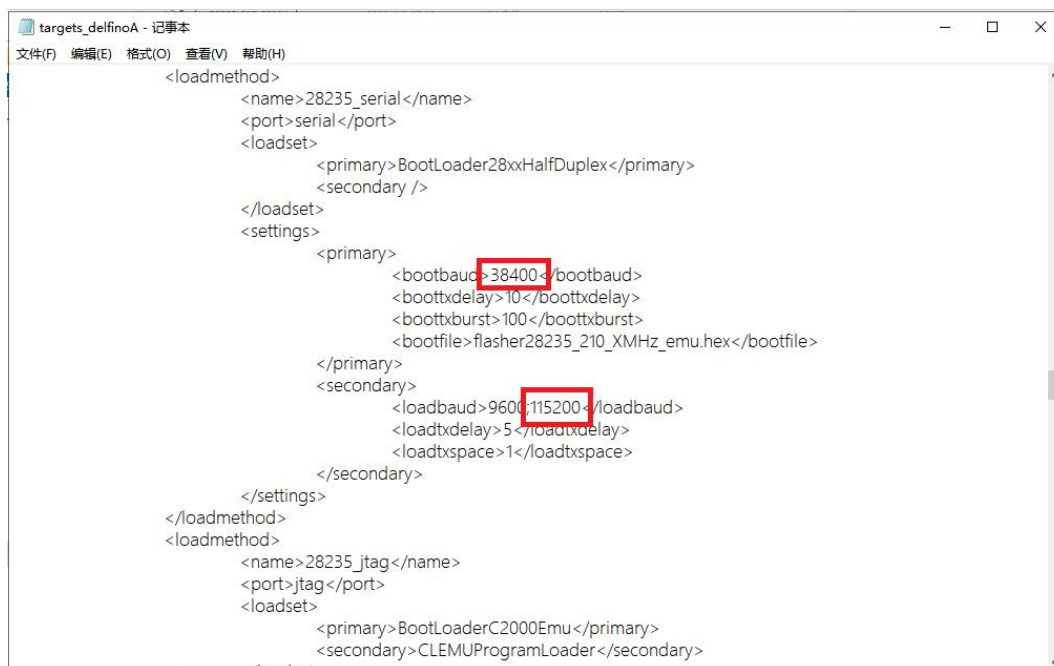 targets_delfinoA - 记事本
文件(F) 编辑(E) 格式(O) 查看(V) 帮助(H)
<loadmethod>
<name>28235_serial</name>
<port>serial</port>
<loadset>
<primary>BootLoader28xxHalfDuplex</primary>
<secondary />
</loadset>
<settings>
<primary>
<bootbaud>38400</bootbaud>
<boottxdelay>10</boottxdelay>
<boottxburst>100</boottxburst>
<bootfile>flasher28235_210_XMHz_emu.hex</bootfile>
</primary>
<secondary>
<loadbaud>9600;115200</loadbaud>
<loadtxdelay>5</loadtxdelay>
<loadtxspace>1</loadtxspace>
</secondary>
</settings>
</loadmethod>
<loadmethod>
<name>28235_jtag</name>
<port>jtag</port>
<loadset>
<primary>BootLoaderC2000Emu</primary>
<secondary>CLEMUProgramLoader</secondary>